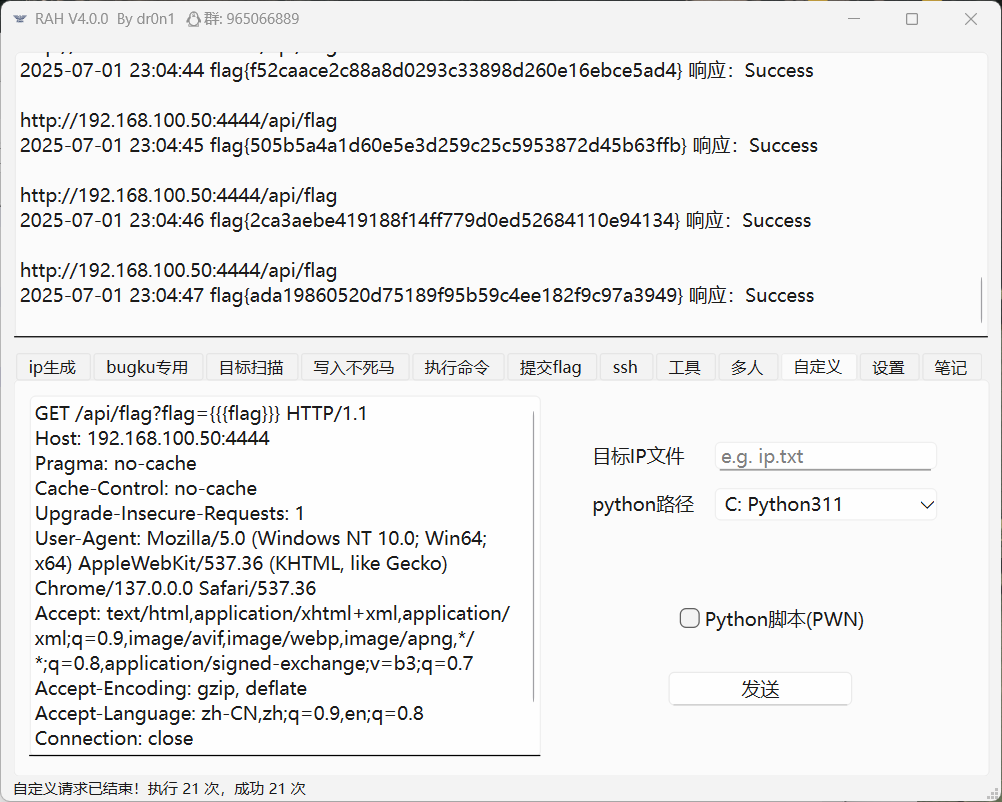 RAH V4.0.0 By dr0n1 群: 965066889
2025-07-01 23:04:44 flag{f52caace2c88a8d0293c33898d260e16ebce5ad4} 响应：Success
http://192.168.100.50:4444/api/flag
2025-07-01 23:04:45 flag{505b5a4a1d60e5e3d259c25c5953872d45b63ffb} 响应：Success
http://192.168.100.50:4444/api/flag
2025-07-01 23:04:46 flag{2ca3aebe419188f14ff779d0ed52684110e94134} 响应：Success
http://192.168.100.50:4444/api/flag
2025-07-01 23:04:47 flag{ada19860520d75189f95b59c4ee182f9c97a3949} 响应：Success
ip生成 bugku专用 目标扫描 写入不死马 执行命令 提交flag ssh 工具 多人 自定义 设置 笔记
GET /api/flag?flag={{{flag}}} HTTP/1.1
Host: 192.168.100.50:4444
Pragma: no-cache
Cache-Control: no-cache
Upgrade-Insecure-Requests: 1
User-Agent: Mozilla/5.0 (Windows NT 10.0; Win64;
x64) AppleWebKit/537.36 (KHTML, like Gecko)
Chrome/137.0.0.0 Safari/537.36
Accept: text/html,application/xhtml+xml,application/
xml;q=0.9,image/avif,image/webp,image/apng,*/
*;q=0.8,application/signed-exchange;v=b3;q=0.7
Accept-Encoding: gzip, deflate
Accept-Language: zh-CN,zh;q=0.9,en;q=0.8
Connection: close
目标IP文件 e.g. ip.txt
python路径 C: Python311
Python脚本(PWN)
发送
自定义请求已结束！执行 21 次，成功 21 次